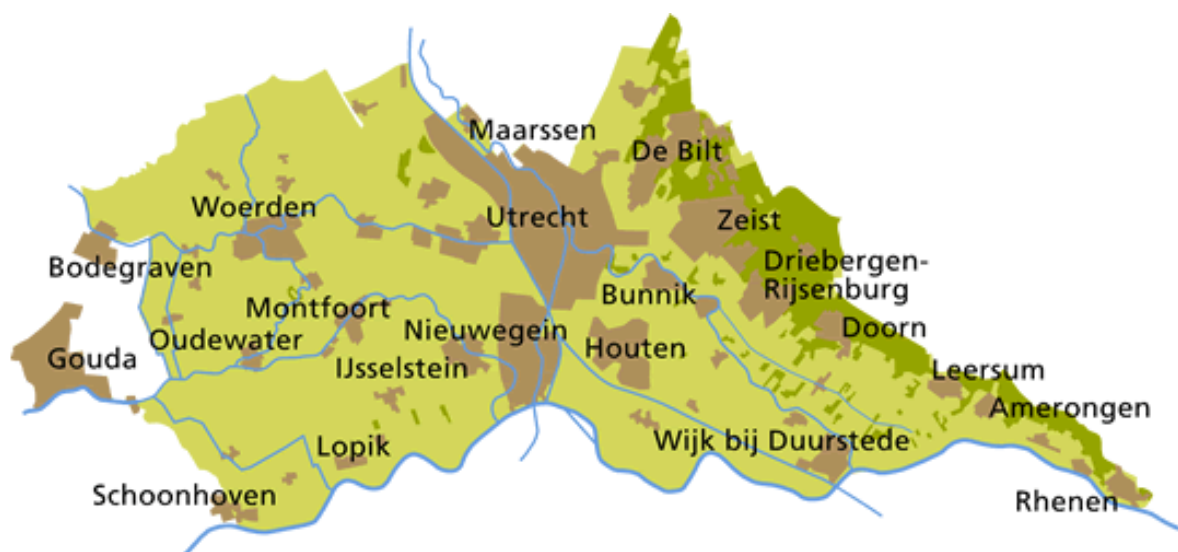 Maarssen
De Bilt
Woerden
Utrecht
Zeist
Bodegraven
Driebergen-
Rijsenburg
Bunnik
Montfoort
Nieuwegein
Doorn
Oudewater
Houten
Gouda
IJsselstein
Leersum
Amerongen
Lopik
Wijk bij Duurstede
Schoonhoven
Rhenen